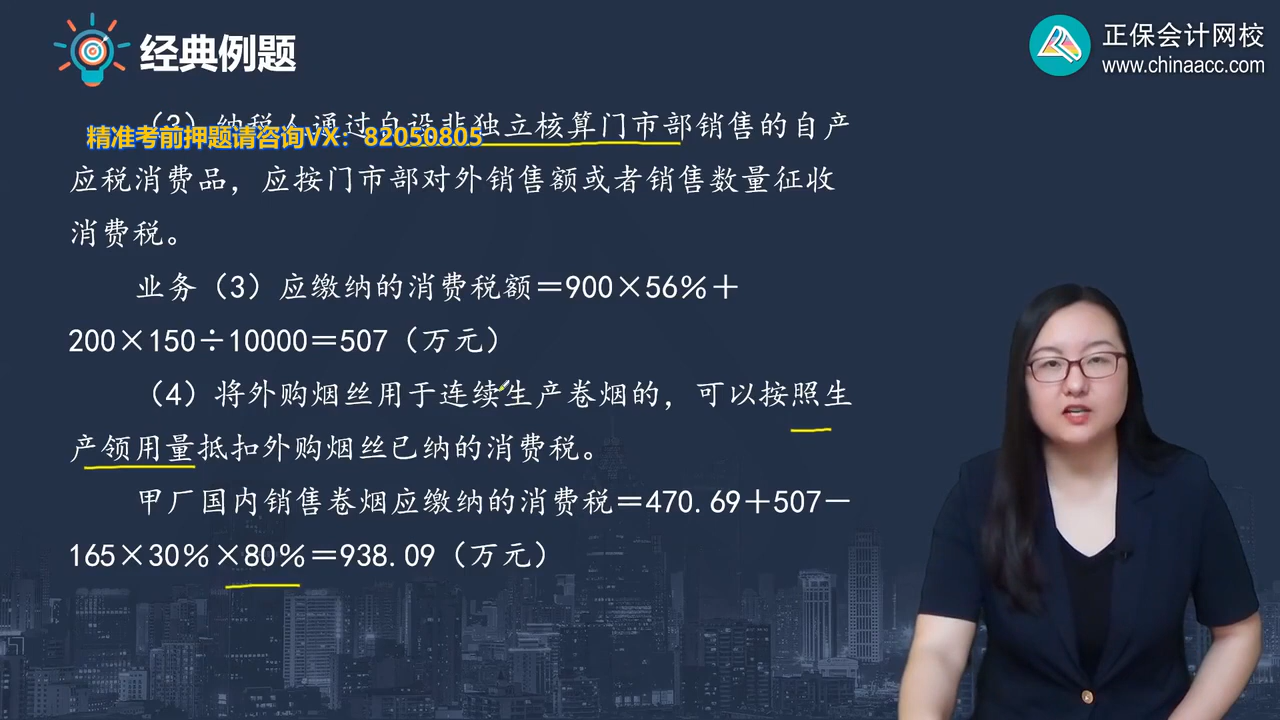 经典例题
正保会计网校
www.chinaacc.com
（3）纳税人通过自设非独立核算门市部销售的自产
精准考前押题请咨询VX：82050805
应税消费品，应按门市部对外销售额或者销售数量征收
消费税。
业务（3）应缴纳的消费税额＝900×56%＋
200×150÷10000＝507（万元）
（4）将外购烟丝用于连续生产卷烟的，可以按照生
产领用量抵扣外购烟丝已纳的消费税。
甲厂国内销售卷烟应缴纳的消费税＝470.69＋507－
165×30%×80%＝938.09（万元）